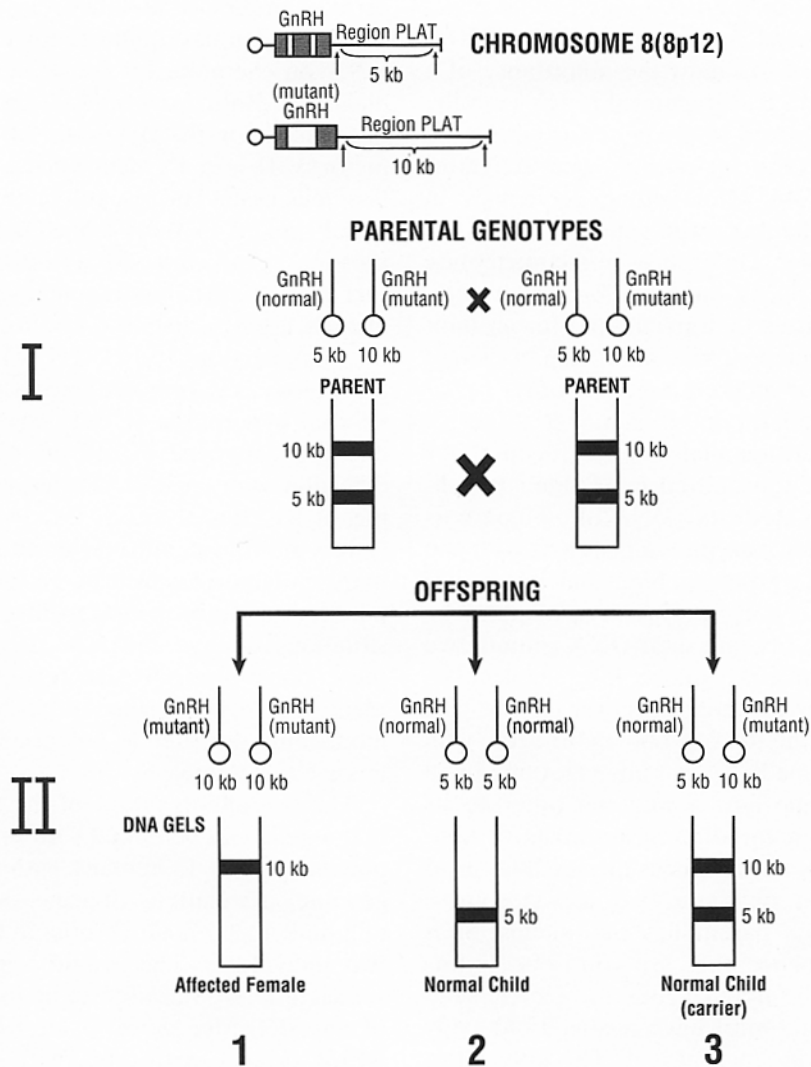 GnRH
Region PLAT
CHROMOSOME 8(8p12)
5 kb
(mutant)
GnRH
Region PLAT
10 kb
PARENTAL GENOTYPES
GnRH
(normal)
GnRH
(mutant)
GnRH
(normal)
GnRH
(mutant)
5 kb 10 kb
5 kb 10 kb
I
PARENT
PARENT
10 kb
10 kb
5 kb
5 kb
OFFSPRING
GnRH
(mutant)
GnRH
(mutant)
GnRH
(normal)
GnRH
(normal)
GnRH
(normal)
GnRH
(mutant)
10 kb 10 kb
5 kb 5 kb
5 kb 10 kb
II
DNA GELS
10 kb
5 kb
10 kb
5 kb
Affected Female
Normal Child
Normal Child
(carrier)
1
2
3